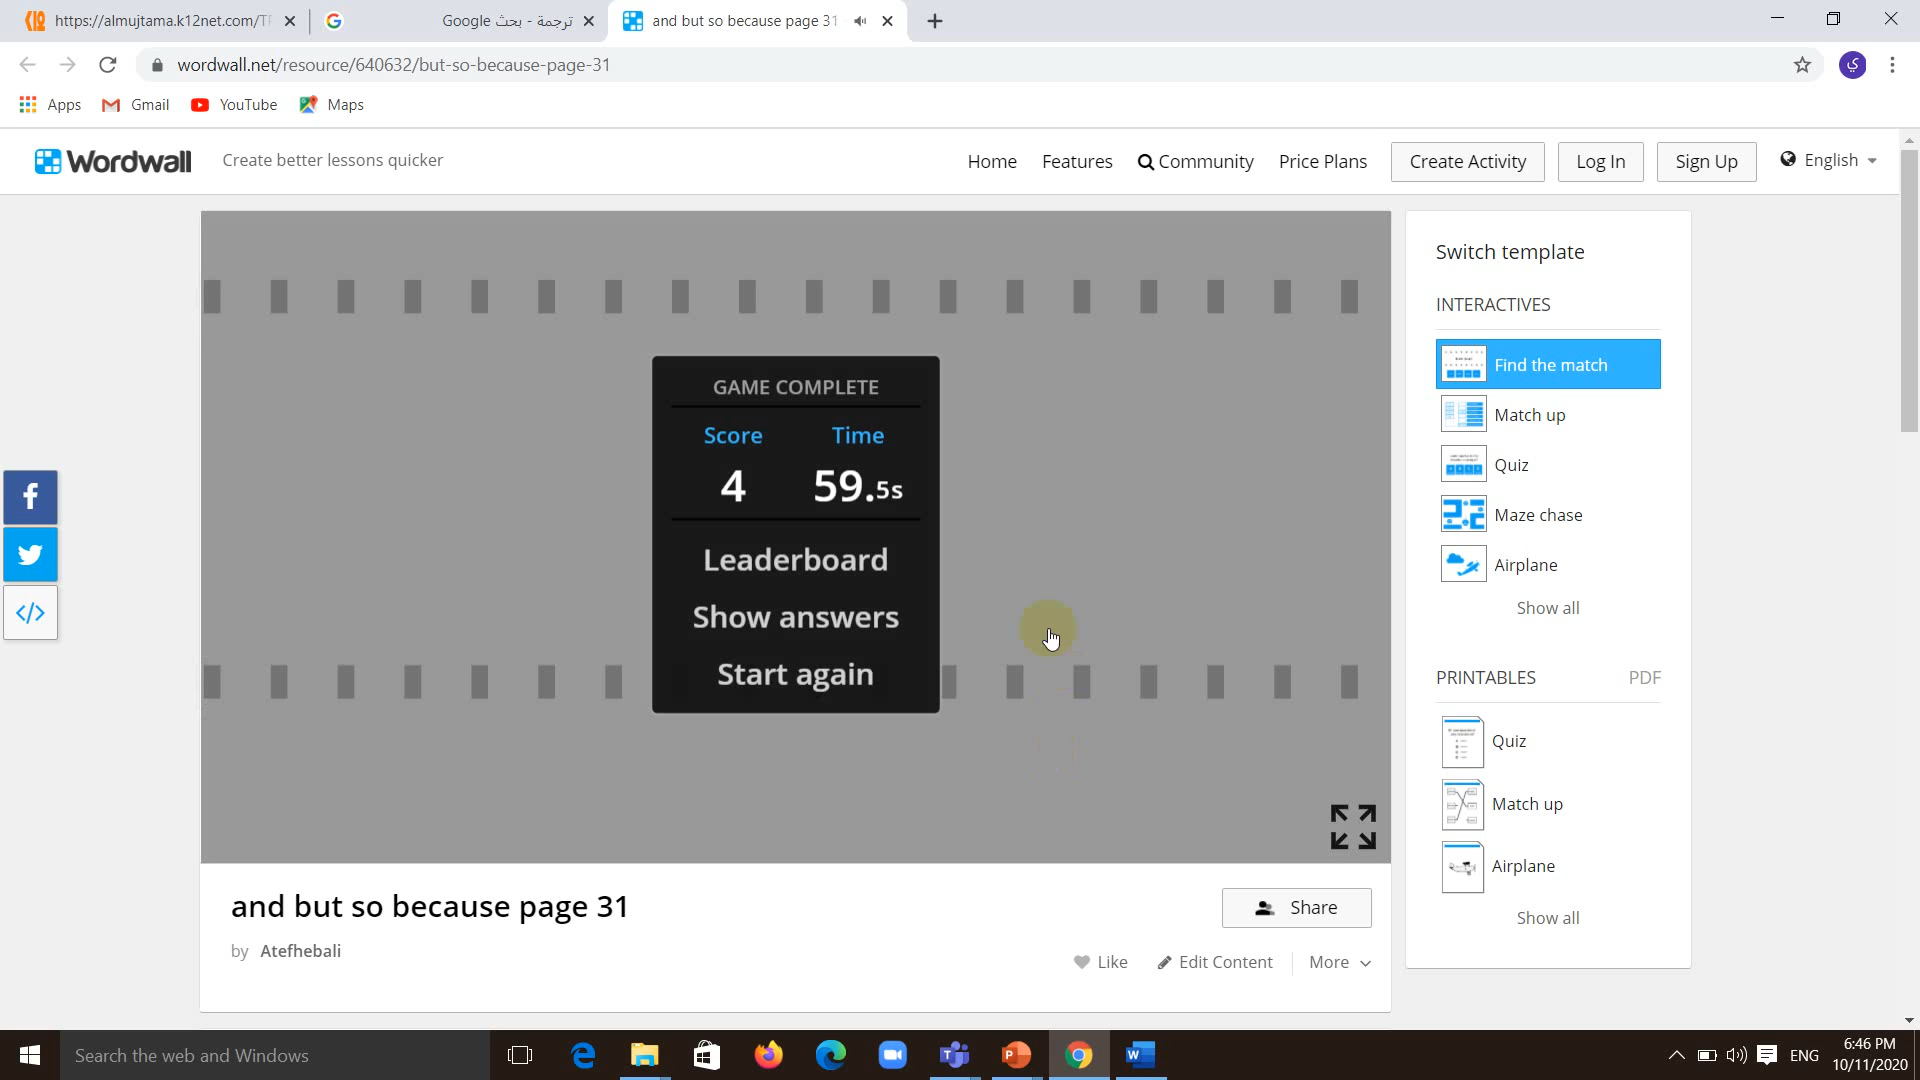 https://almujtama.k12net.com/TF
ترجمة - بحث Google
and but so because page 31
wordwall.net/resource/640632/but-so-because-page-31
ي
Apps
Gmail
YouTube
Maps
Wordwall
Create better lessons quicker
Home
Features
Community
Price Plans
Create Activity
Log In
Sign Up
English
GAME COMPLETE
Score Time
4 59.5s
Leaderboard
Show answers
Start again
Switch template
INTERACTIVES
Find the match
Match up
Quiz
Maze chase
Airplane
Show all
PRINTABLES PDF
Quiz
Match up
Airplane
Show all
and but so because page 31
by Atefhebali
Share
Like
Edit Content
More
Search the web and Windows
ENG
6:46 PM
10/11/2020